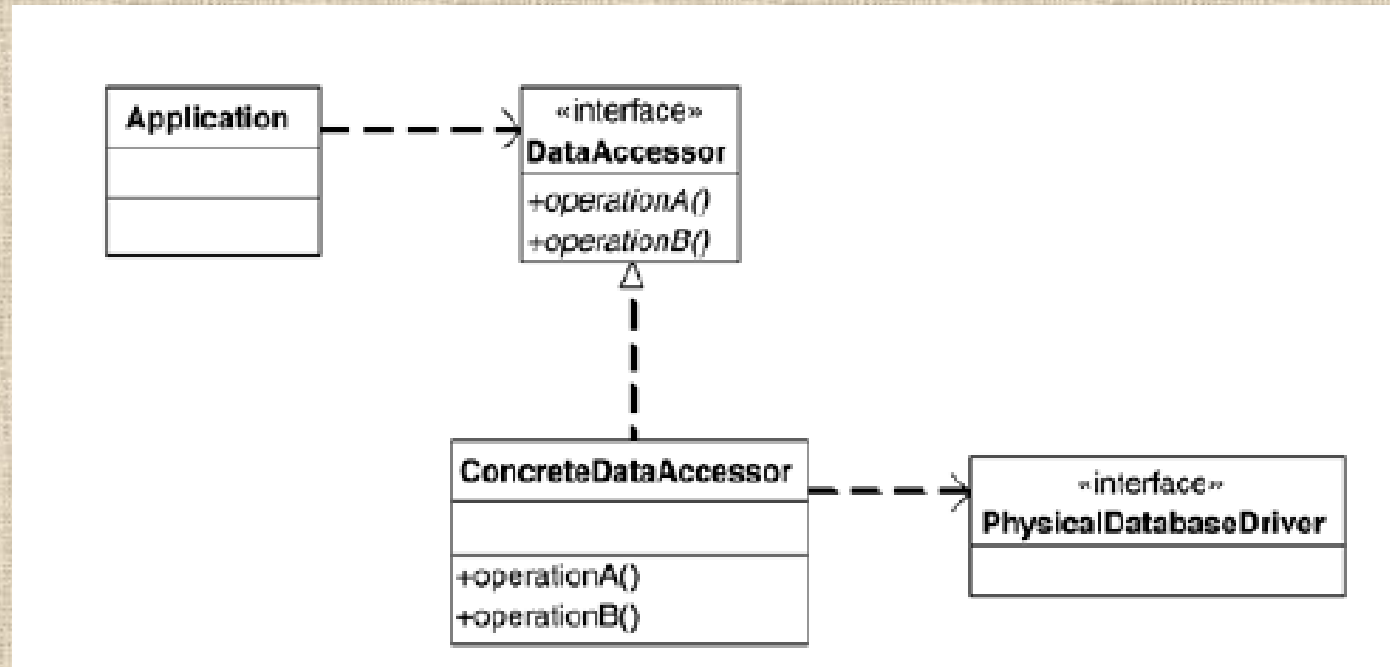 Application
«interface»
DataAccessor
+operationA()
+operationB()
ConcreteDataAccessor
+operationA()
+operationB()
«interface»
PhysicalDatabaseDriver